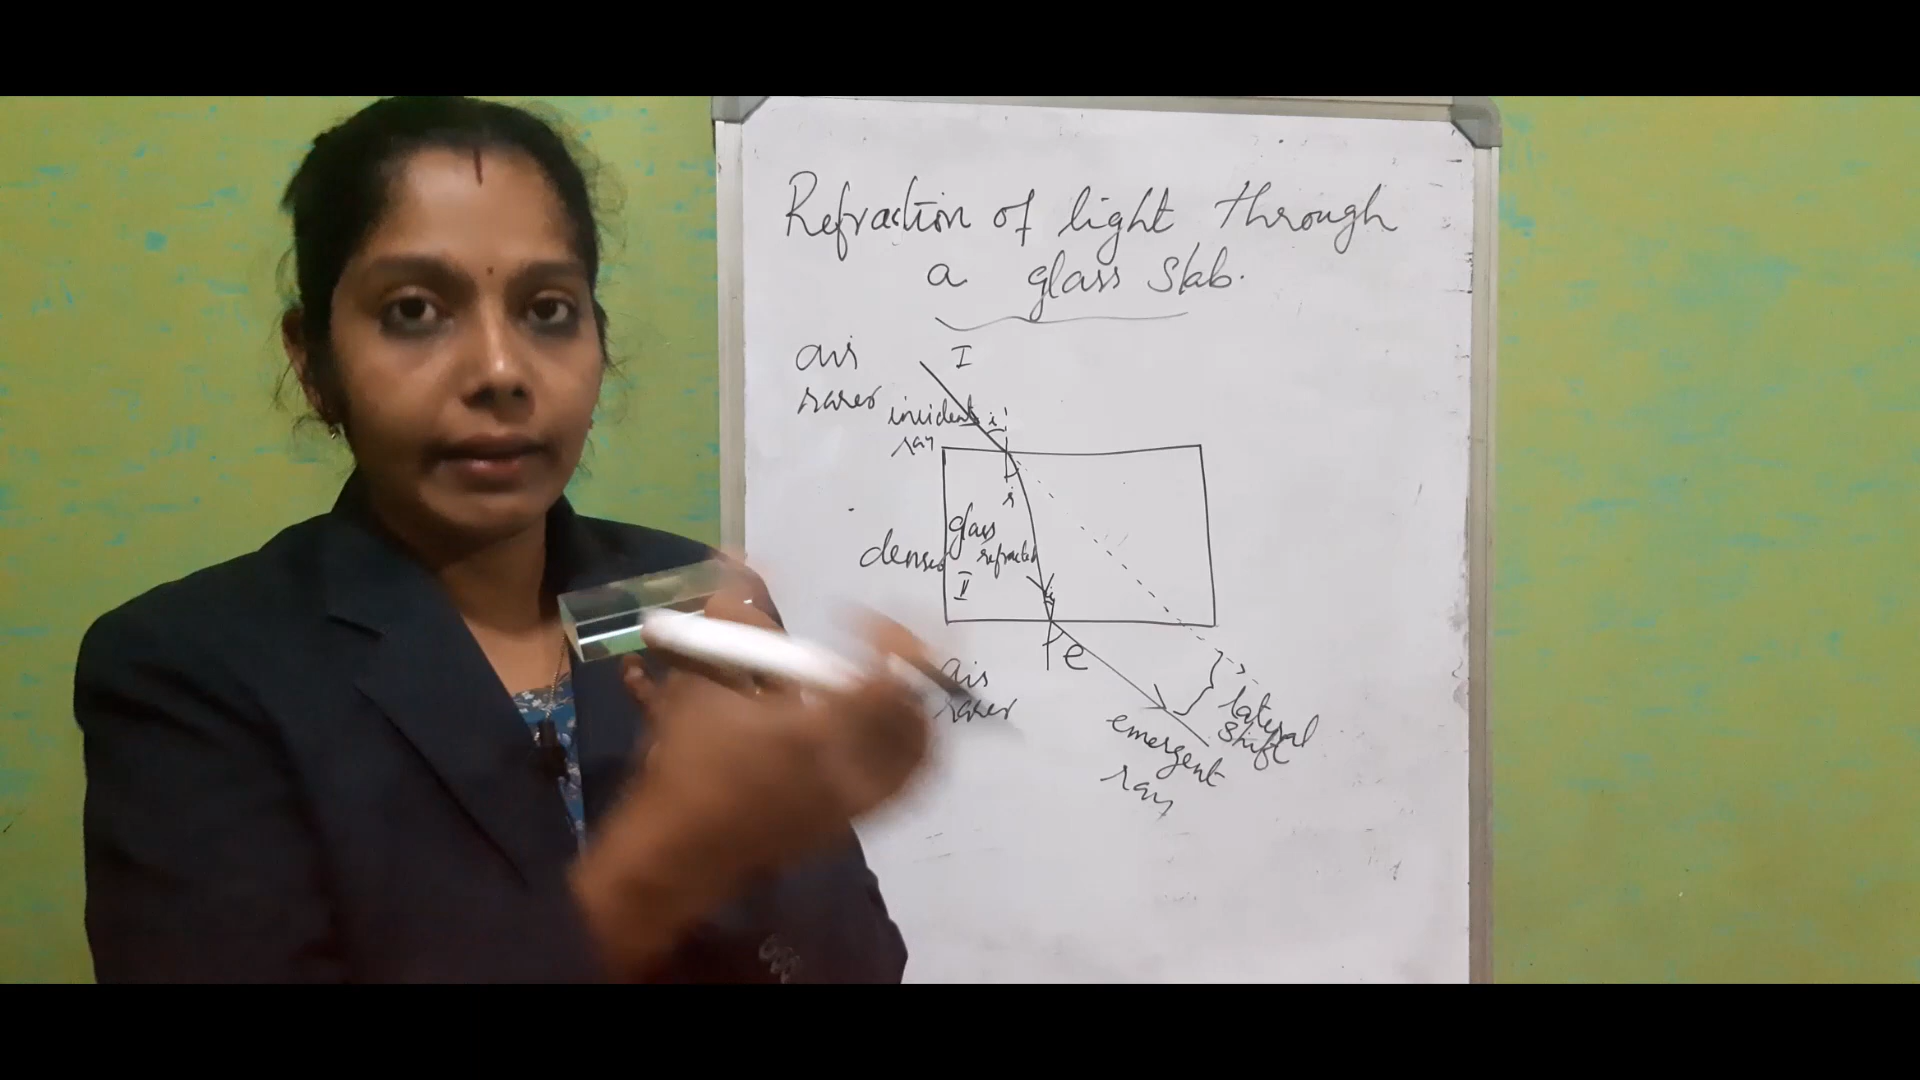 Refraction of light through
a glass slab.
air
rarer
I
incident
ray
i
r
glass
denser
refracted
II
i
e
air
rarer
lateral
shift
emergent
ray